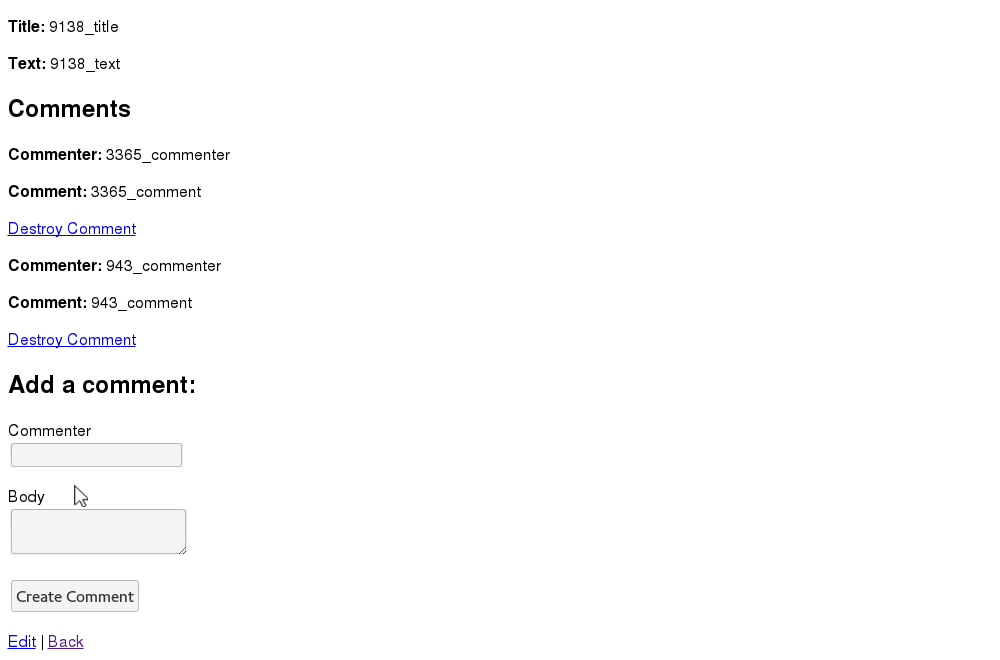 Title: 9138_title
Text: 9138_text
Comments
Commenter: 3365_commenter
Comment: 3365_comment
Destroy Comment
Commenter: 943_commenter
Comment: 943_comment
Destroy Comment
Add a comment:
Commenter
Body
Create Comment
Edit | Back